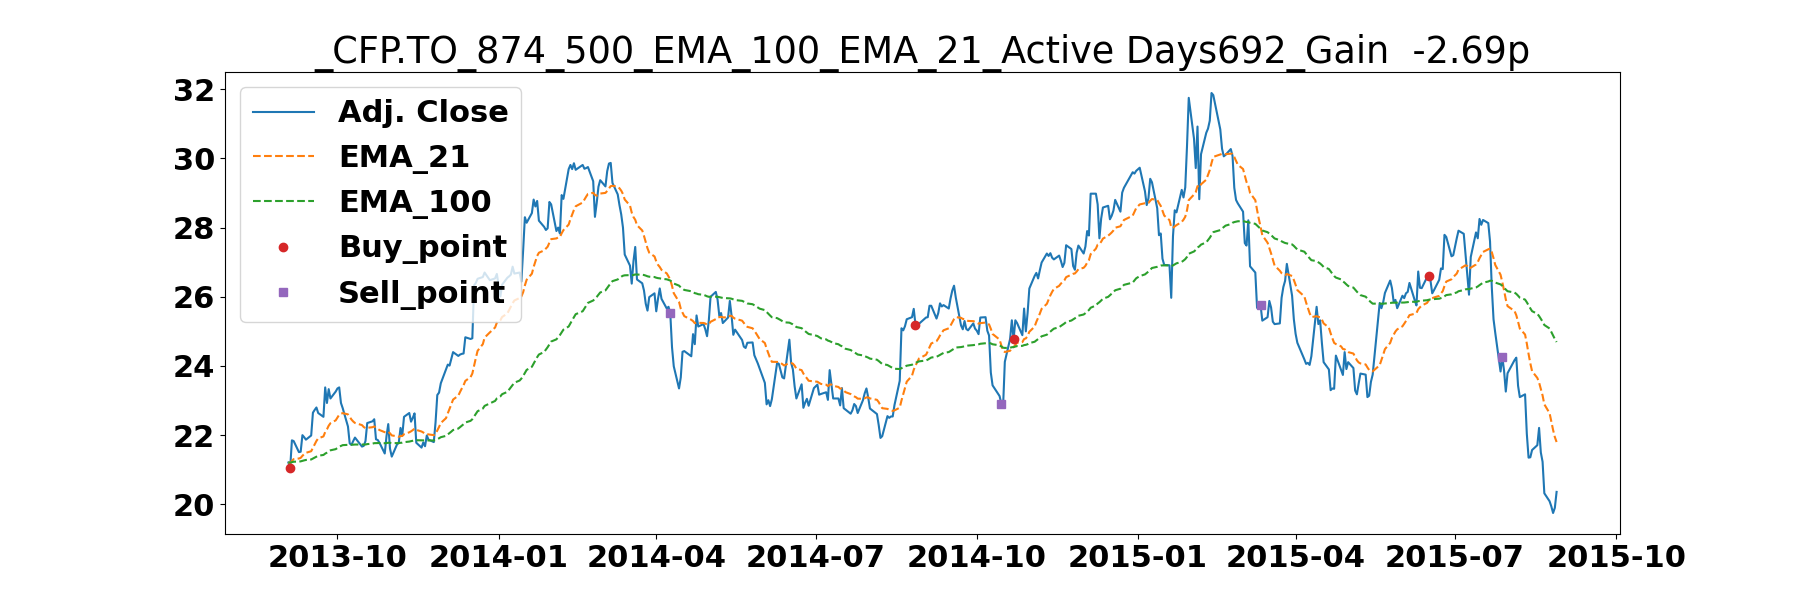 _CFP.TO_874_500_EMA_100_EMA_21_Active Days692_Gain  -2.69p
32
30
28
26
24
22
20
Adj. Close
EMA_21
EMA_100
Buy_point
Sell_point
2013-10 2014-01 2014-04 2014-07 2014-10 2015-01 2015-04 2015-07 2015-10